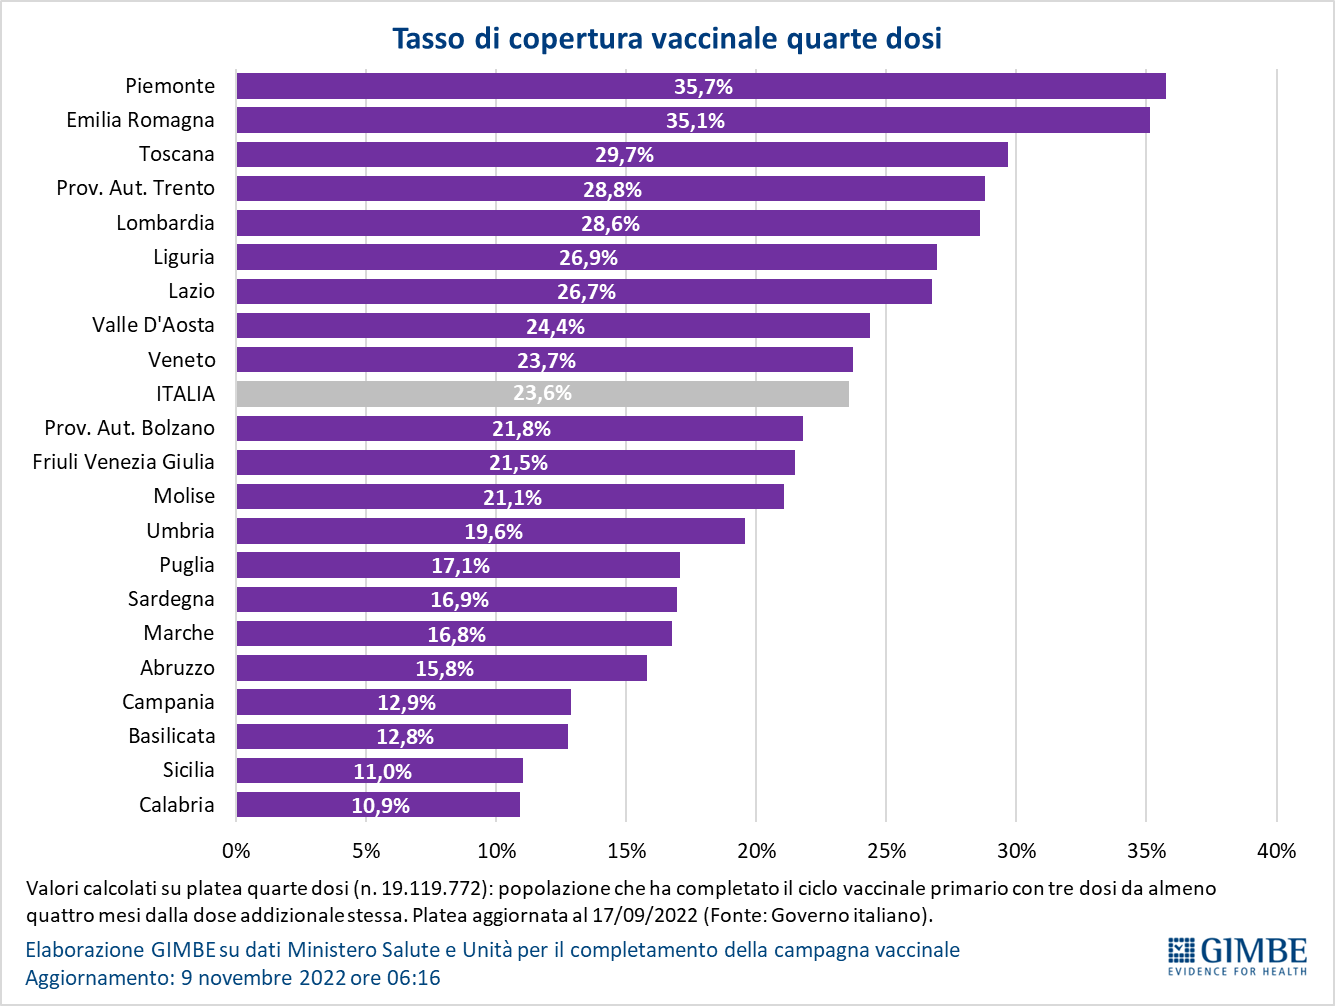 Tasso di copertura vaccinale quarte dosi
Piemonte 35,7%
Emilia Romagna 35,1%
Toscana 29,7%
Prov. Aut. Trento 28,8%
Lombardia 28,6%
Liguria 26,9%
Lazio 26,7%
Valle D'Aosta 24,4%
Veneto 23,7%
ITALIA 23,6%
Prov. Aut. Bolzano 21,8%
Friuli Venezia Giulia 21,5%
Molise 21,1%
Umbria 19,6%
Puglia 17,1%
Sardegna 16,9%
Marche 16,8%
Abruzzo 15,8%
Campania 12,9%
Basilicata 12,8%
Sicilia 11,0%
Calabria 10,9%
0% 5% 10% 15% 20% 25% 30% 35% 40%
Valori calcolati su platea quarte dosi (n. 19.119.772): popolazione che ha completato il ciclo vaccinale primario con tre dosi da almeno
quattro mesi dalla dose addizionale stessa. Platea aggiornata al 17/09/2022 (Fonte: Governo italiano).
Elaborazione GIMBE su dati Ministero Salute e Unità per il completamento della campagna vaccinale
Aggiornamento: 9 novembre 2022 ore 06:16
GIMBE
EVIDENCE FOR HEALTH